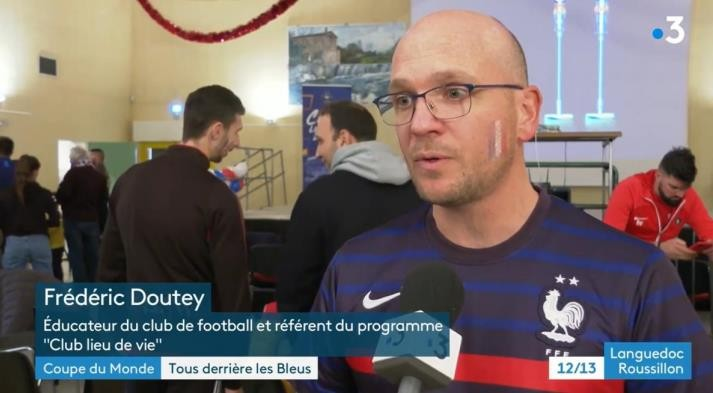 3
Frédéric Doutey
Éducateur du club de football et référent du programme
"Club lieu de vie"
Coupe du Monde
Tous derrière les Bleus
12/13
Languedoc
Roussillon
FFF